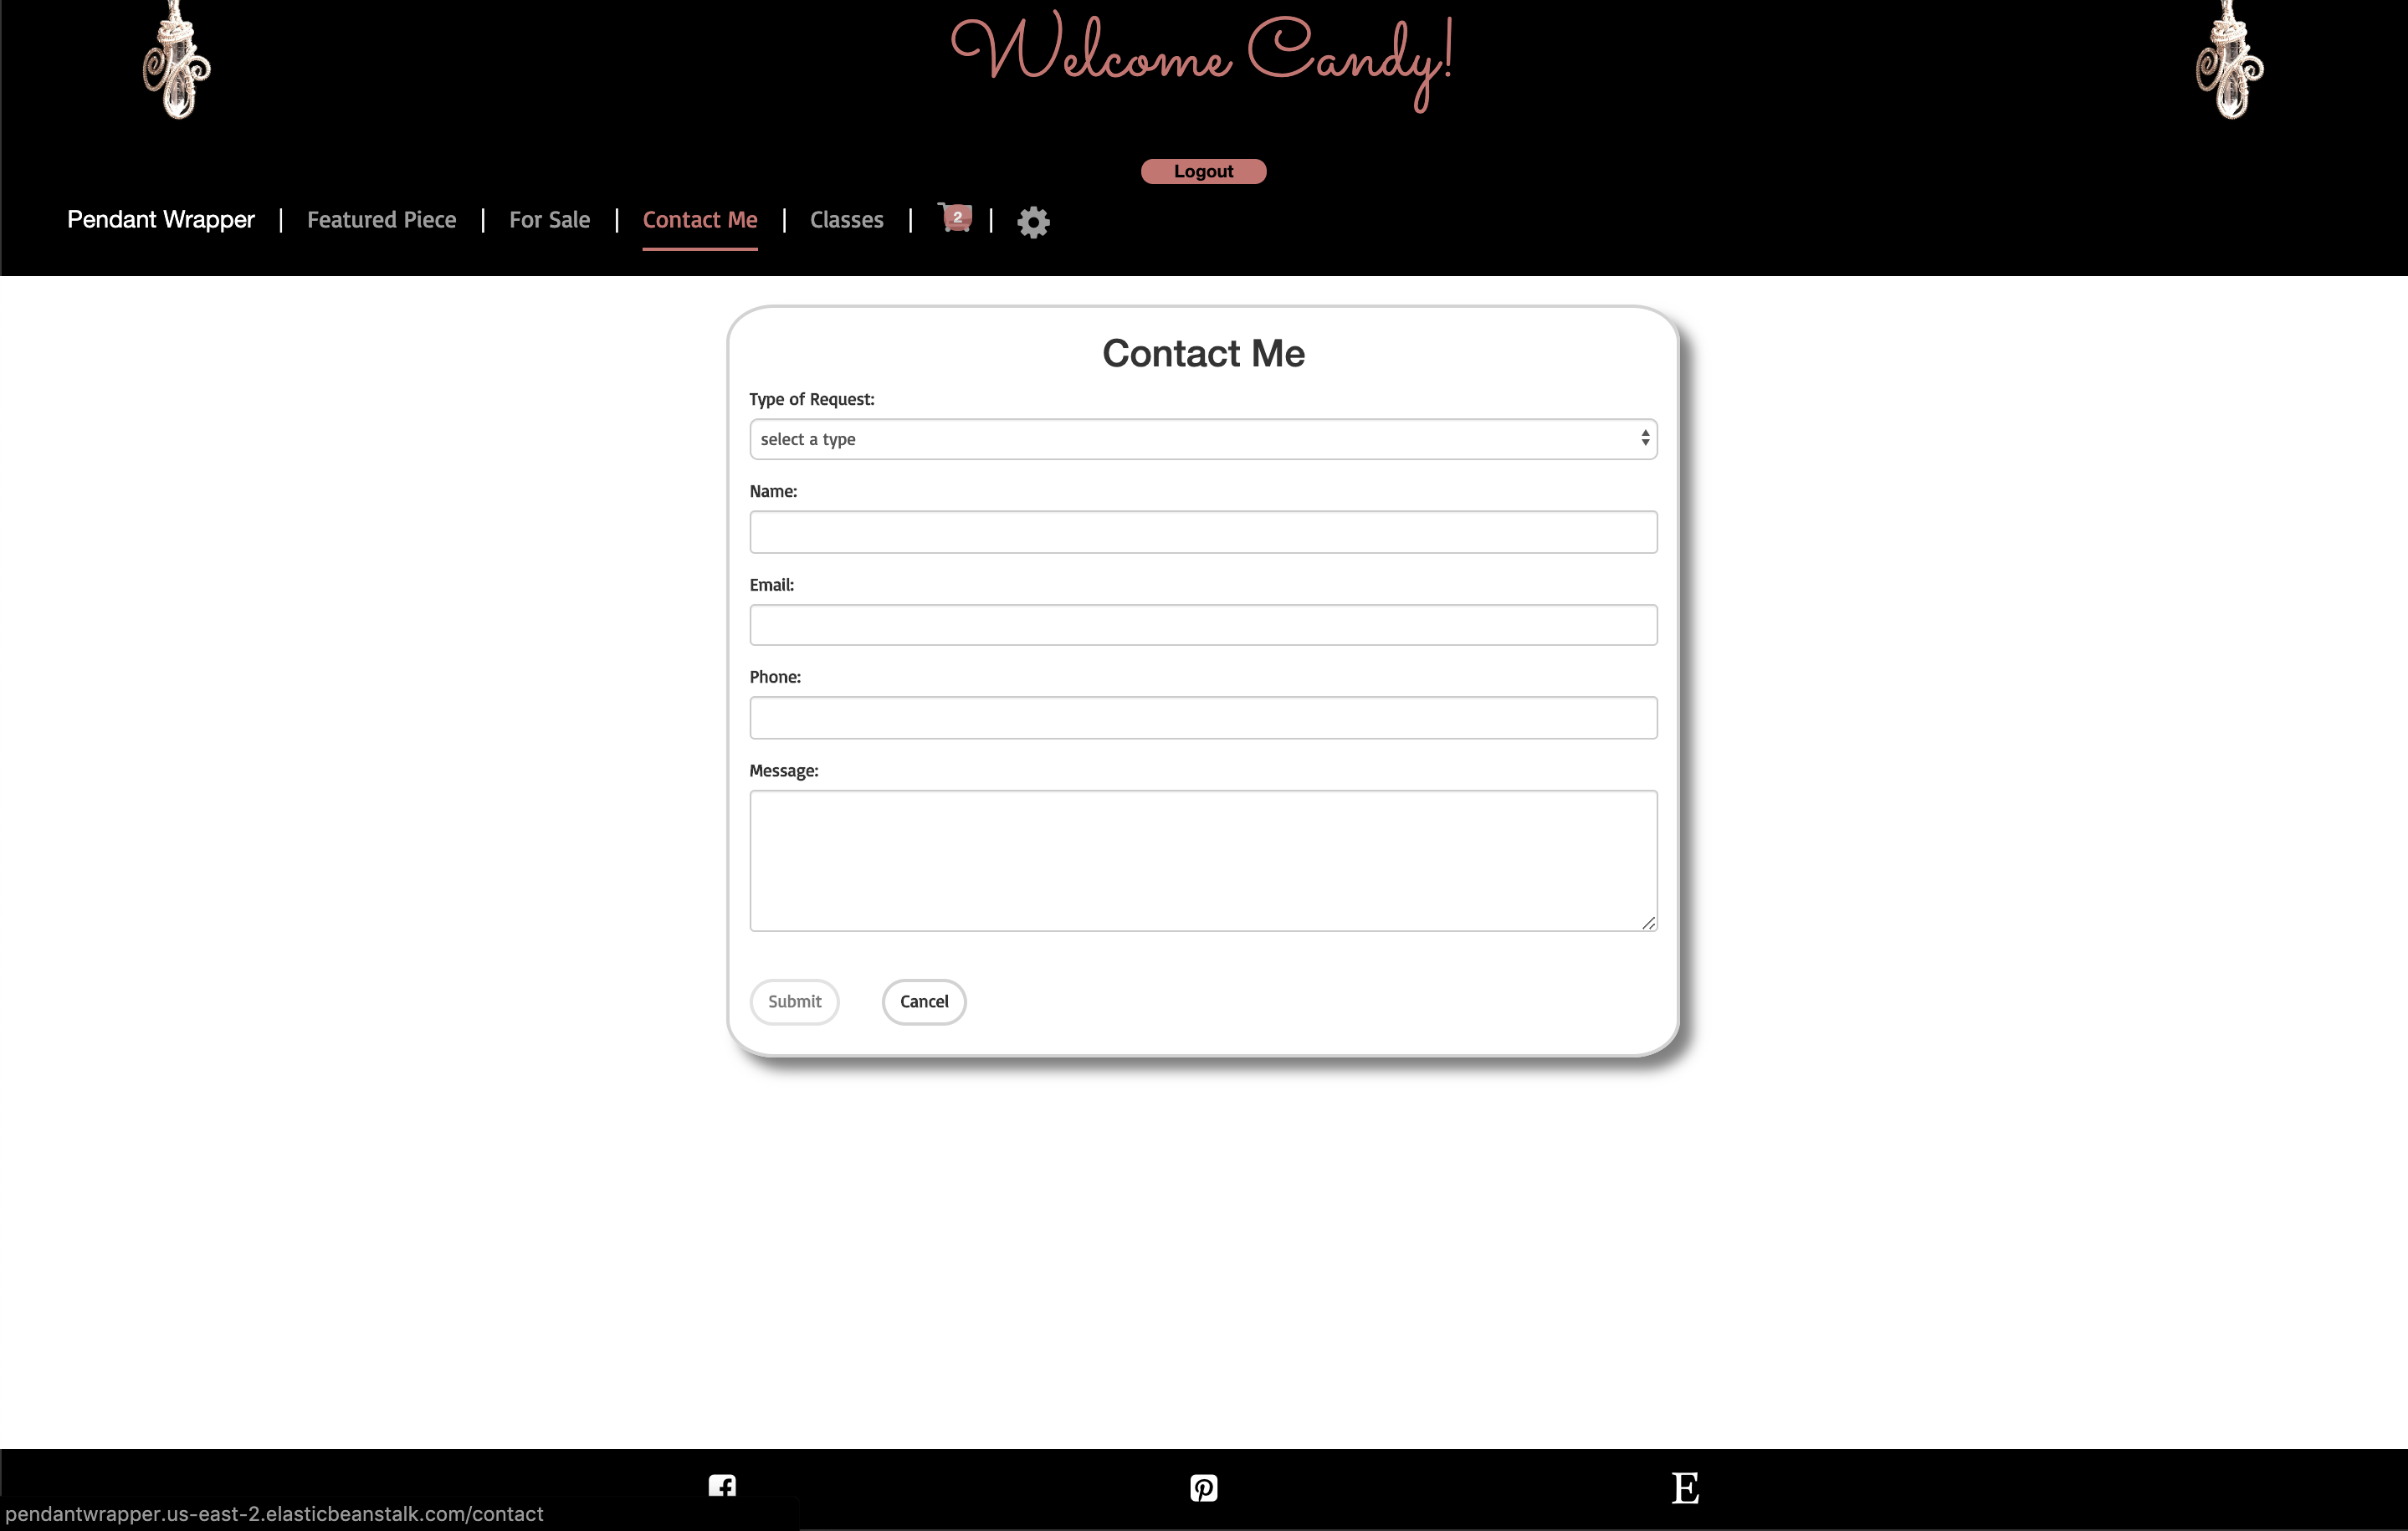 Welcome Candy!
Logout
Pendant Wrapper | Featured Piece | For Sale | Contact Me | Classes | 2 |
Contact Me
Type of Request:
select a type
Name:
Email:
Phone:
Message:
Submit Cancel
E
pendantwrapper.us-east-2.elasticbeanstalk.com/contact